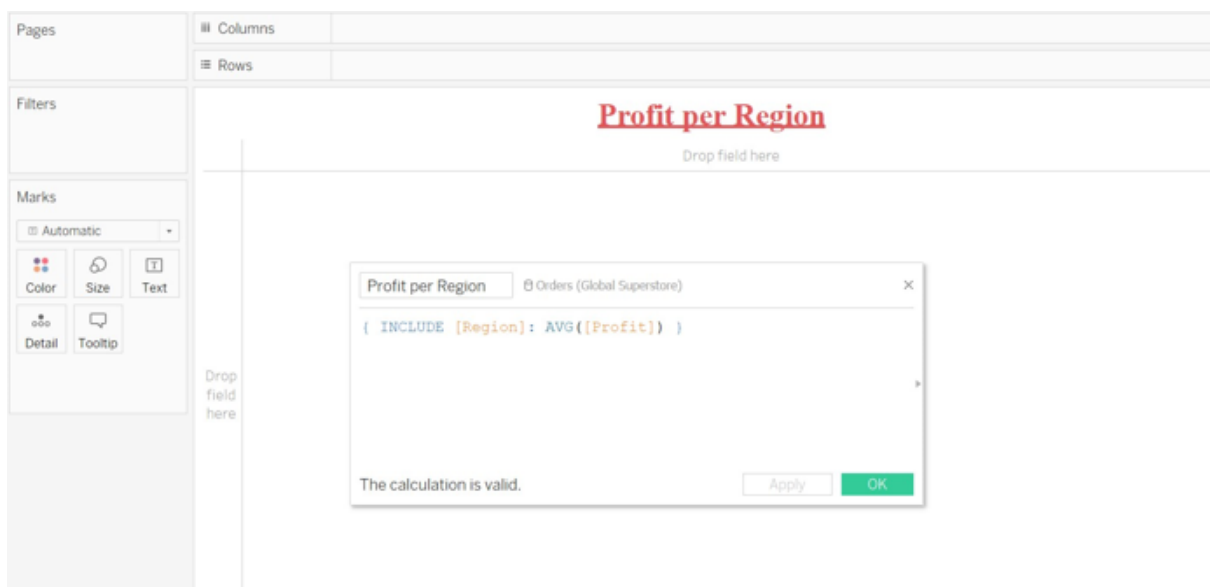 Pages
Columns
Rows
Filters
Profit per Region
Drop field here
Marks
Automatic
Color Size Text
Detail Tooltip
Profit per Region Orders (Global Superstore)
{ INCLUDE [Region]: AVG([Profit]) }
Drop
field
here
The calculation is valid.
Apply OK